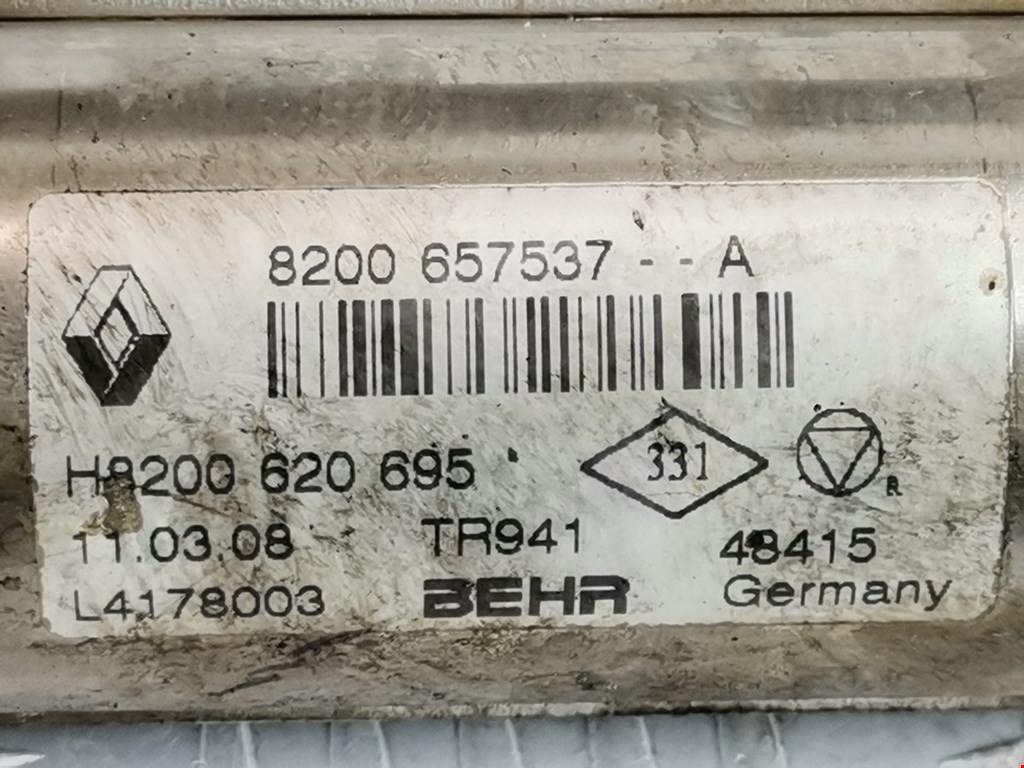 8200 657537 - - A
H8200 620 695
331
R
11.03.08 TR941 48415
L4178003 BEHR Germany